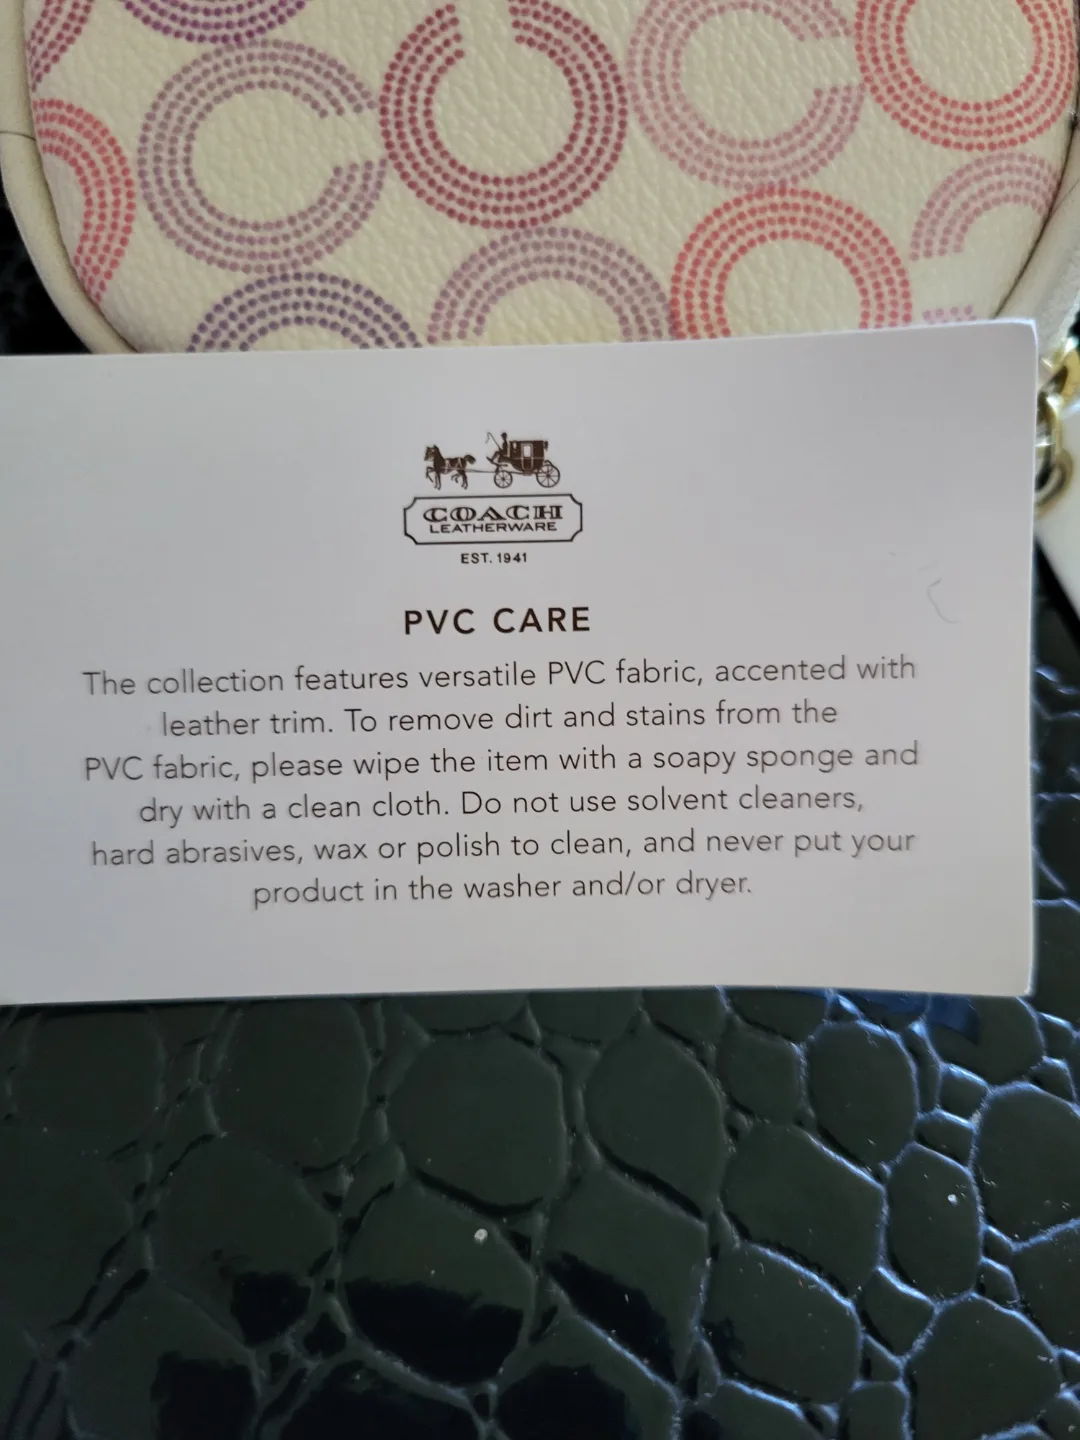 COACH
LEATHERWARE
EST. 1941
PVC CARE
The collection features versatile PVC fabric, accented with
leather trim. To remove dirt and stains from the
PVC fabric, please wipe the item with a soapy sponge and
dry with a clean cloth. Do not use solvent cleaners,
hard abrasives, wax or polish to clean, and never put your
product in the washer and/or dryer.